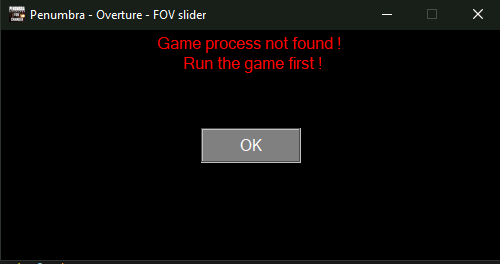 Penumbra - Overture - FOV slider
Game process not found !
Run the game first !
OK